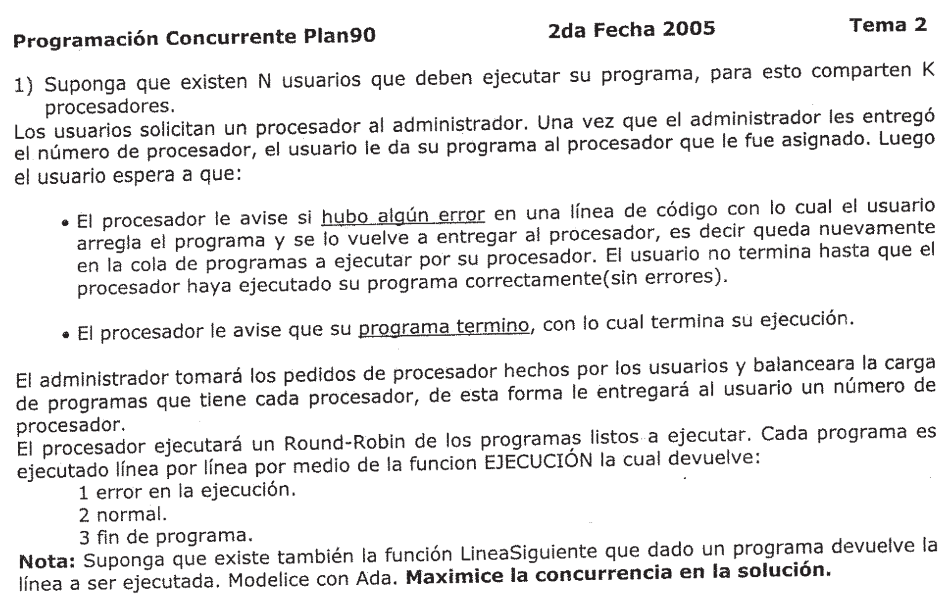 Programación Concurrente Plan90 2da Fecha 2005 Tema 2
1) Suponga que existen N usuarios que deben ejecutar su programa, para esto comparten K
procesadores.
Los usuarios solicitan un procesador al administrador. Una vez que el administrador les entregó
el número de procesador, el usuario le da su programa al procesador que le fue asignado. Luego
el usuario espera a que:
• El procesador le avise si hubo algún error en una línea de código con lo cual el usuario
arregla el programa y se lo vuelve a entregar al procesador, es decir queda nuevamente
en la cola de programas a ejecutar por su procesador. El usuario no termina hasta que el
procesador haya ejecutado su programa correctamente(sin errores).
• El procesador le avise que su programa termino, con lo cual termina su ejecución.
El administrador tomará los pedidos de procesador hechos por los usuarios y balanceara la carga
de programas que tiene cada procesador, de esta forma le entregará al usuario un número de
procesador.
El procesador ejecutará un Round-Robin de los programas listos a ejecutar. Cada programa es
ejecutado línea por línea por medio de la funcion EJECUCIÓN la cual devuelve:
1 error en la ejecución.
2 normal.
3 fin de programa.
Nota: Suponga que existe también la función LineaSiguiente que dado un programa devuelve la
línea a ser ejecutada. Modelice con Ada. Maximice la concurrencia en la solución.